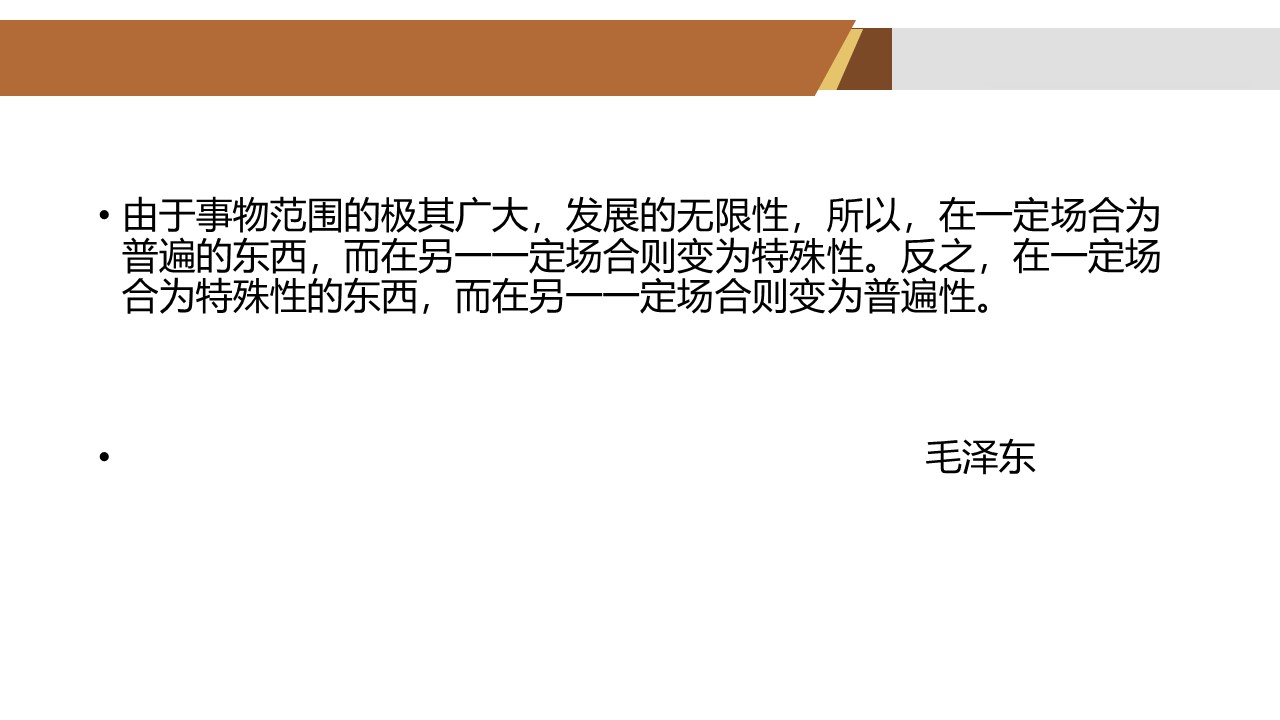 • 由于事物范围的极其广大，发展的无限性，所以，在一定场合为
普遍的东西，而在另一一定场合则变为特殊性。反之，在一定场
合为特殊性的东西，而在另一一定场合则变为普遍性。
• 毛泽东